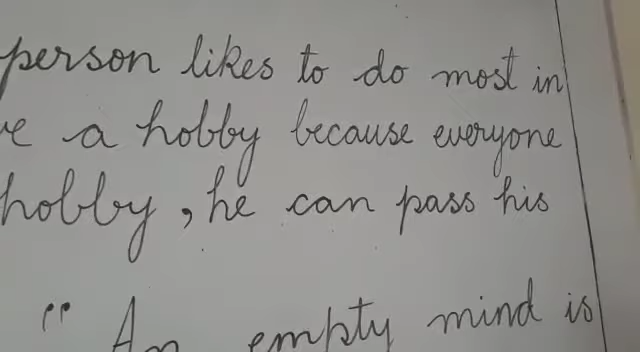 person likes to do most in
a hobby because everyone
hobby, he can pass his
" An empty mind is